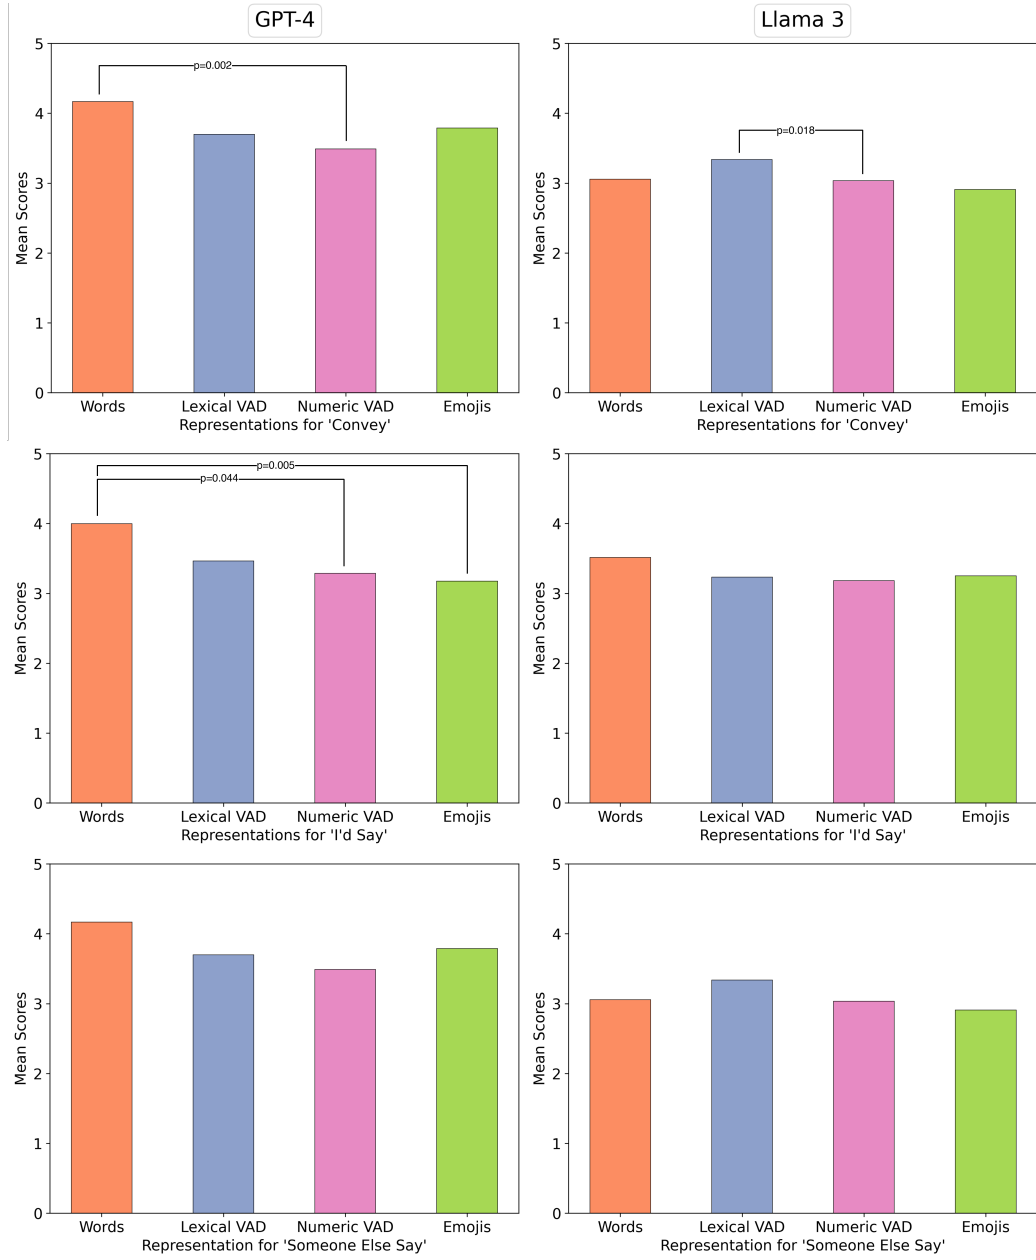 GPT-4
Llama 3
5
4
3
2
1
0
Mean Scores
p=0.002
Words
Lexical VAD
Numeric VAD
Emojis
Representations for 'Convey'
5
4
3
2
1
0
Mean Scores
p=0.018
Words
Lexical VAD
Numeric VAD
Emojis
Representations for 'Convey'
5
4
3
2
1
0
Mean Scores
p=0.005
p=0.044
Words
Lexical VAD
Numeric VAD
Emojis
Representations for 'I'd Say'
5
4
3
2
1
0
Mean Scores
Words
Lexical VAD
Numeric VAD
Emojis
Representations for 'I'd Say'
5
4
3
2
1
0
Mean Scores
Words
Lexical VAD
Numeric VAD
Emojis
Representation for 'Someone Else Say'
5
4
3
2
1
0
Mean Scores
Words
Lexical VAD
Numeric VAD
Emojis
Representation for 'Someone Else Say'